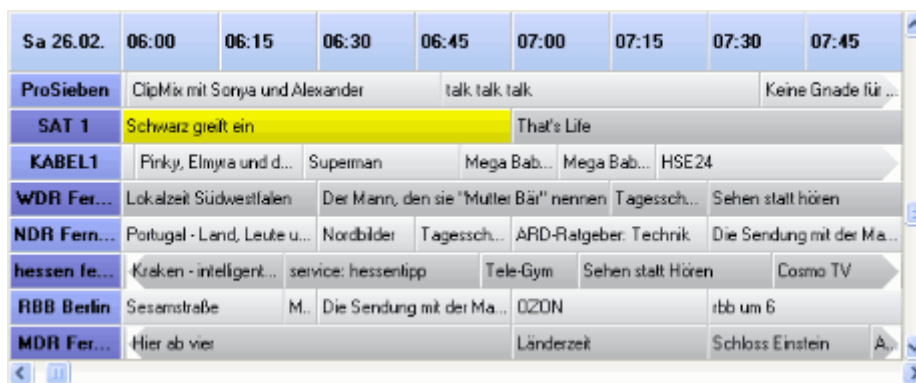 Sa 26.02. 06:00 06:15 06:30 06:45 07:00 07:15 07:30 07:45
ProSieben ClipMix mit Sonya und Alexander talk talk talk Keine Gnade für ...
SAT 1 Schwarz greift ein That's Life
KABEL1 Pinky, Elmyra und d... Superman Mega Bab... Mega Bab... HSE24
WDR Fer... Lokalzeit Südwestfalen Der Mann, den sie "Mutter Bär" nennen Tagessch... Sehen statt hören
NDR Fern... Portugal - Land, Leute u... Nordbilder Tagessch... ARD-Ratgeber: Technik Die Sendung mit der Ma...
hessen fe... Kraken - intelligent... service: hessentipp Tele-Gym Sehen statt Hören Cosmo TV
RBB Berlin Sesamstraße M.. Die Sendung mit der Ma... OZON rbb um 6
MDR Fer... Hier ab vier Länderzeit Schloss Einstein A..